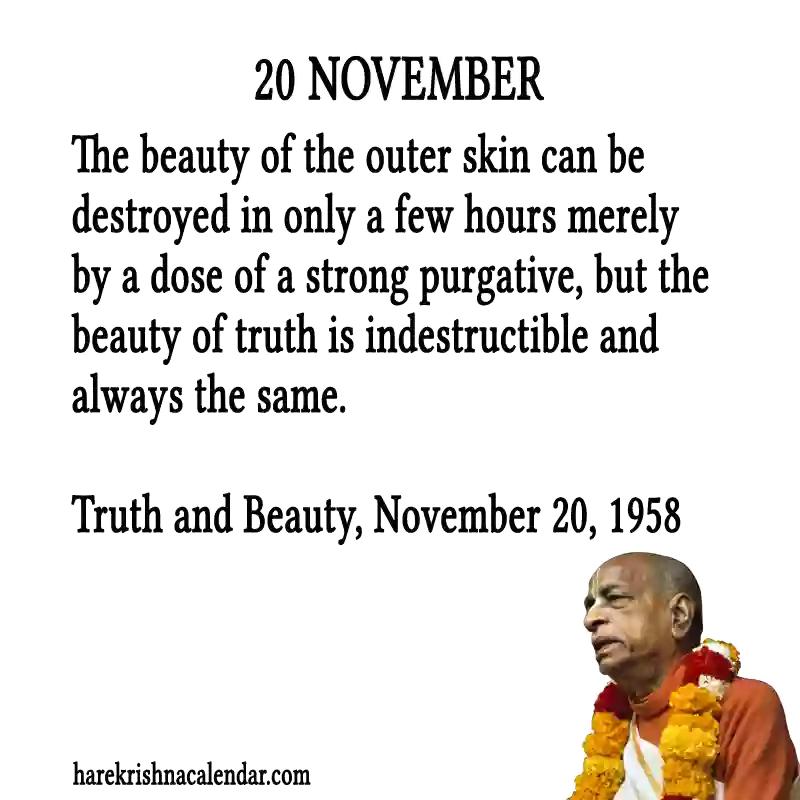 20 NOVEMBER
The beauty of the outer skin can be
destroyed in only a few hours merely
by a dose of a strong purgative, but the
beauty of truth is indestructible and
always the same.
Truth and Beauty, November 20, 1958
harekrishnacalendar.com